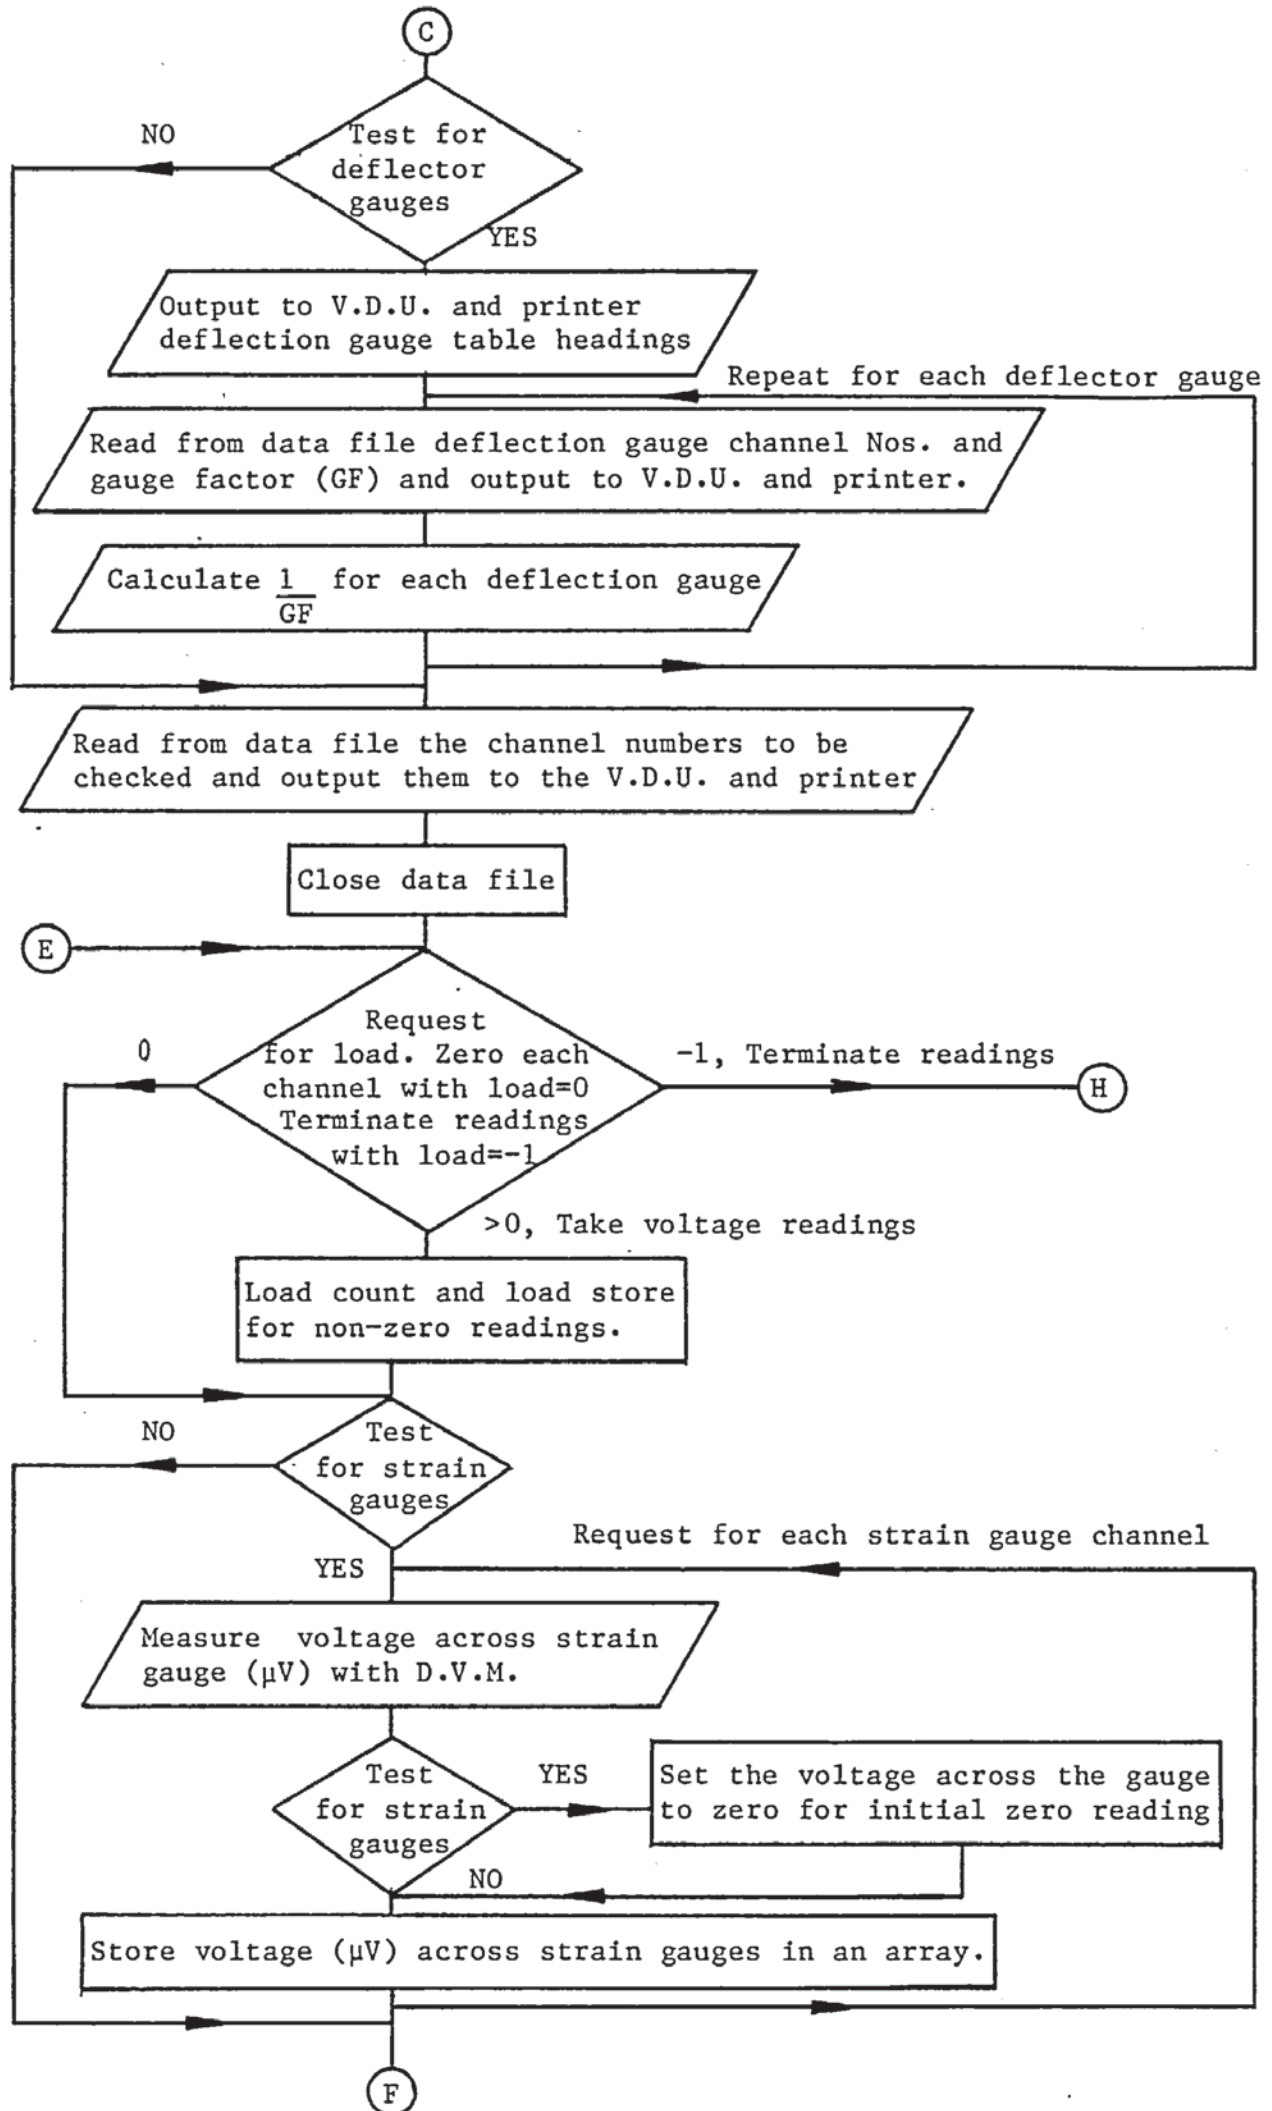 C
NO
Test for
deflector
gauges
YES
Output to V.D.U. and printer
deflection gauge table headings
Repeat for each deflector gauge
Read from data file deflection gauge channel Nos. and
gauge factor (GF) and output to V.D.U. and printer.
Calculate 1/GF for each deflection gauge
Read from data file the channel numbers to be
checked and output them to the V.D.U. and printer
Close data file
E
Request
for load. Zero each
channel with load=0
Terminate readings
with load=-1
0
-1, Terminate readings
H
>0, Take voltage readings
Load count and load store
for non-zero readings.
NO
Test
for strain
gauges
Request for each strain gauge channel
YES
Measure voltage across strain
gauge (μV) with D.V.M.
Test
for strain
gauges
YES
Set the voltage across the gauge
to zero for initial zero reading
NO
Store voltage (μV) across strain gauges in an array.
F